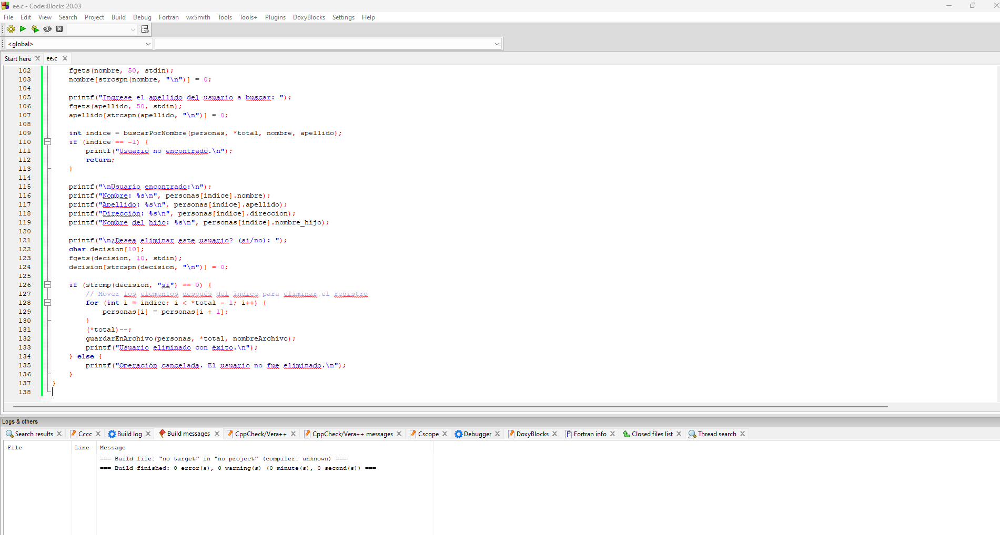 ee.c - Code::Blocks 20.03
File Edit View Search Project Build Debug Fortran wxSmith Tools Tools+ Plugins DoxyBlocks Settings Help
<global>
Start here ee.c
102 fgets(nombre, 50, stdin);
103 nombre[strcspn(nombre, "\n")] = 0;
104
105 printf("Ingrese el apellido del usuario a buscar: ");
106 fgets(apellido, 50, stdin);
107 apellido[strcspn(apellido, "\n")] = 0;
108
109 int indice = buscarPorNombre(personas, *total, nombre, apellido);
110 if (indice == -1) {
111 printf("Usuario no encontrado.\n");
112 return;
113 }
114
115 printf("\nUsuario encontrado:\n");
116 printf("Nombre: %s\n", personas[indice].nombre);
117 printf("Apellido: %s\n", personas[indice].apellido);
118 printf("Dirección: %s\n", personas[indice].direccion);
119 printf("Nombre del hijo: %s\n", personas[indice].nombre_hijo);
120
121 printf("\n¿Desea eliminar este usuario? (si/no): ");
122 char decision[10];
123 fgets(decision, 10, stdin);
124 decision[strcspn(decision, "\n")] = 0;
125
126 if (strcmp(decision, "si") == 0) {
127 // Mover los elementos después del índice para eliminar el registro
128 for (int i = indice; i < *total - 1; i++) {
129 personas[i] = personas[i + 1];
130 }
131 (*total)--;
132 guardarEnArchivo(personas, *total, nombreArchivo);
133 printf("Usuario eliminado con éxito.\n");
134 } else {
135 printf("Operación cancelada. El usuario no fue eliminado.\n");
136 }
137 }
138
Logs & others
Search results Cccc Build log Build messages CppCheck/Vera++ CppCheck/Vera++ messages Cscope Debugger DoxyBlocks Fortran info Closed files list Thread search
File Line Message
=== Build file: "no target" in "no project" (compiler: unknown) ===
=== Build finished: 0 error(s), 0 warning(s) (0 minute(s), 0 second(s)) ===